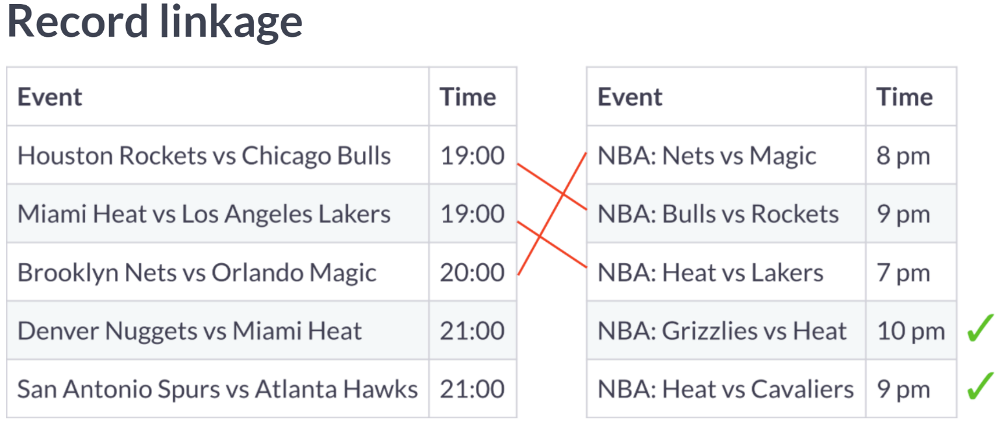 Record linkage
Event Time Event Time
Houston Rockets vs Chicago Bulls 19:00 NBA: Nets vs Magic 8 pm
Miami Heat vs Los Angeles Lakers 19:00 NBA: Bulls vs Rockets 9 pm
Brooklyn Nets vs Orlando Magic 20:00 NBA: Heat vs Lakers 7 pm
Denver Nuggets vs Miami Heat 21:00 NBA: Grizzlies vs Heat 10 pm
San Antonio Spurs vs Atlanta Hawks 21:00 NBA: Heat vs Cavaliers 9 pm